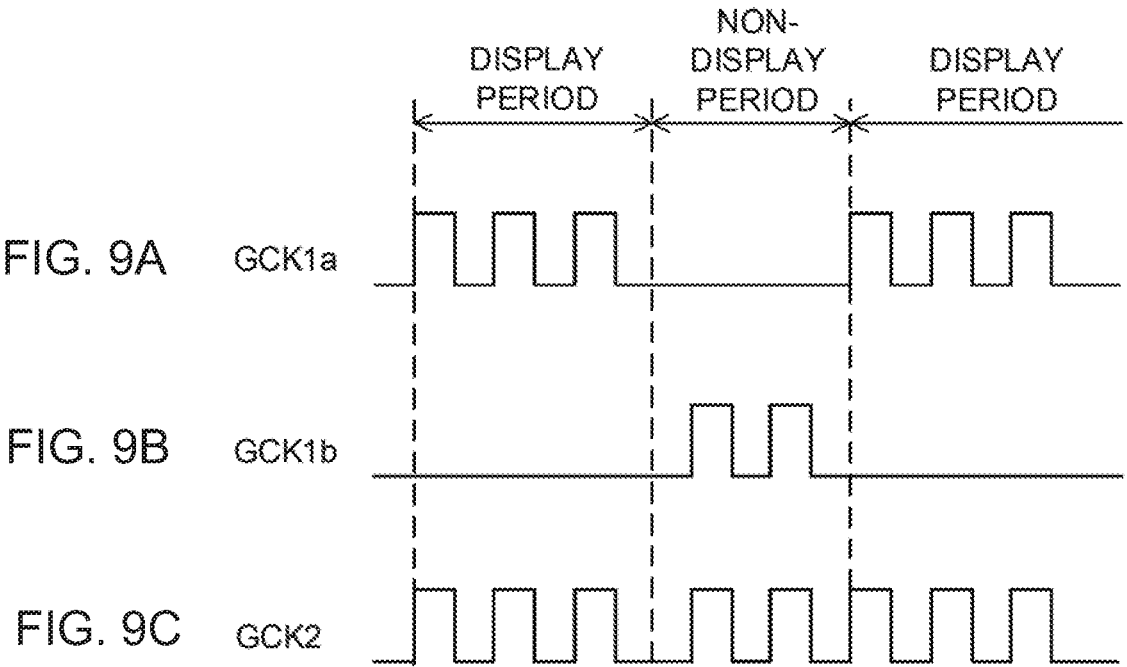 NON-
DISPLAY DISPLAY DISPLAY
PERIOD PERIOD PERIOD
FIG. 9A GCK1a
FIG. 9B GCK1b
FIG. 9C GCK2